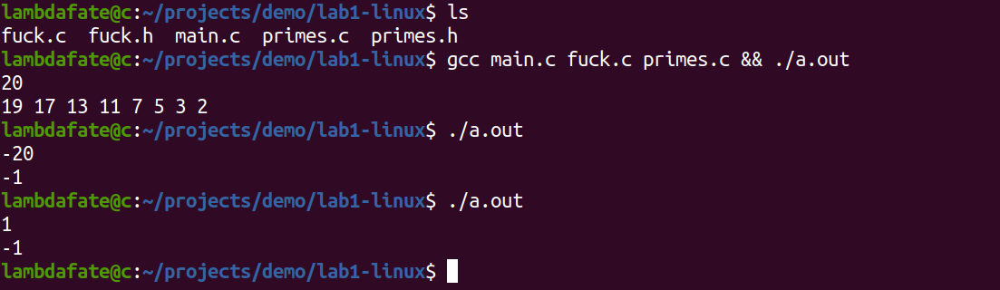 lambdafate@c:~/projects/demo/lab1-linux$ ls
fuck.c  fuck.h  main.c  primes.c  primes.h
lambdafate@c:~/projects/demo/lab1-linux$ gcc main.c fuck.c primes.c && ./a.out
20
19 17 13 11 7 5 3 2
lambdafate@c:~/projects/demo/lab1-linux$ ./a.out
-20
-1
lambdafate@c:~/projects/demo/lab1-linux$ ./a.out
1
-1
lambdafate@c:~/projects/demo/lab1-linux$